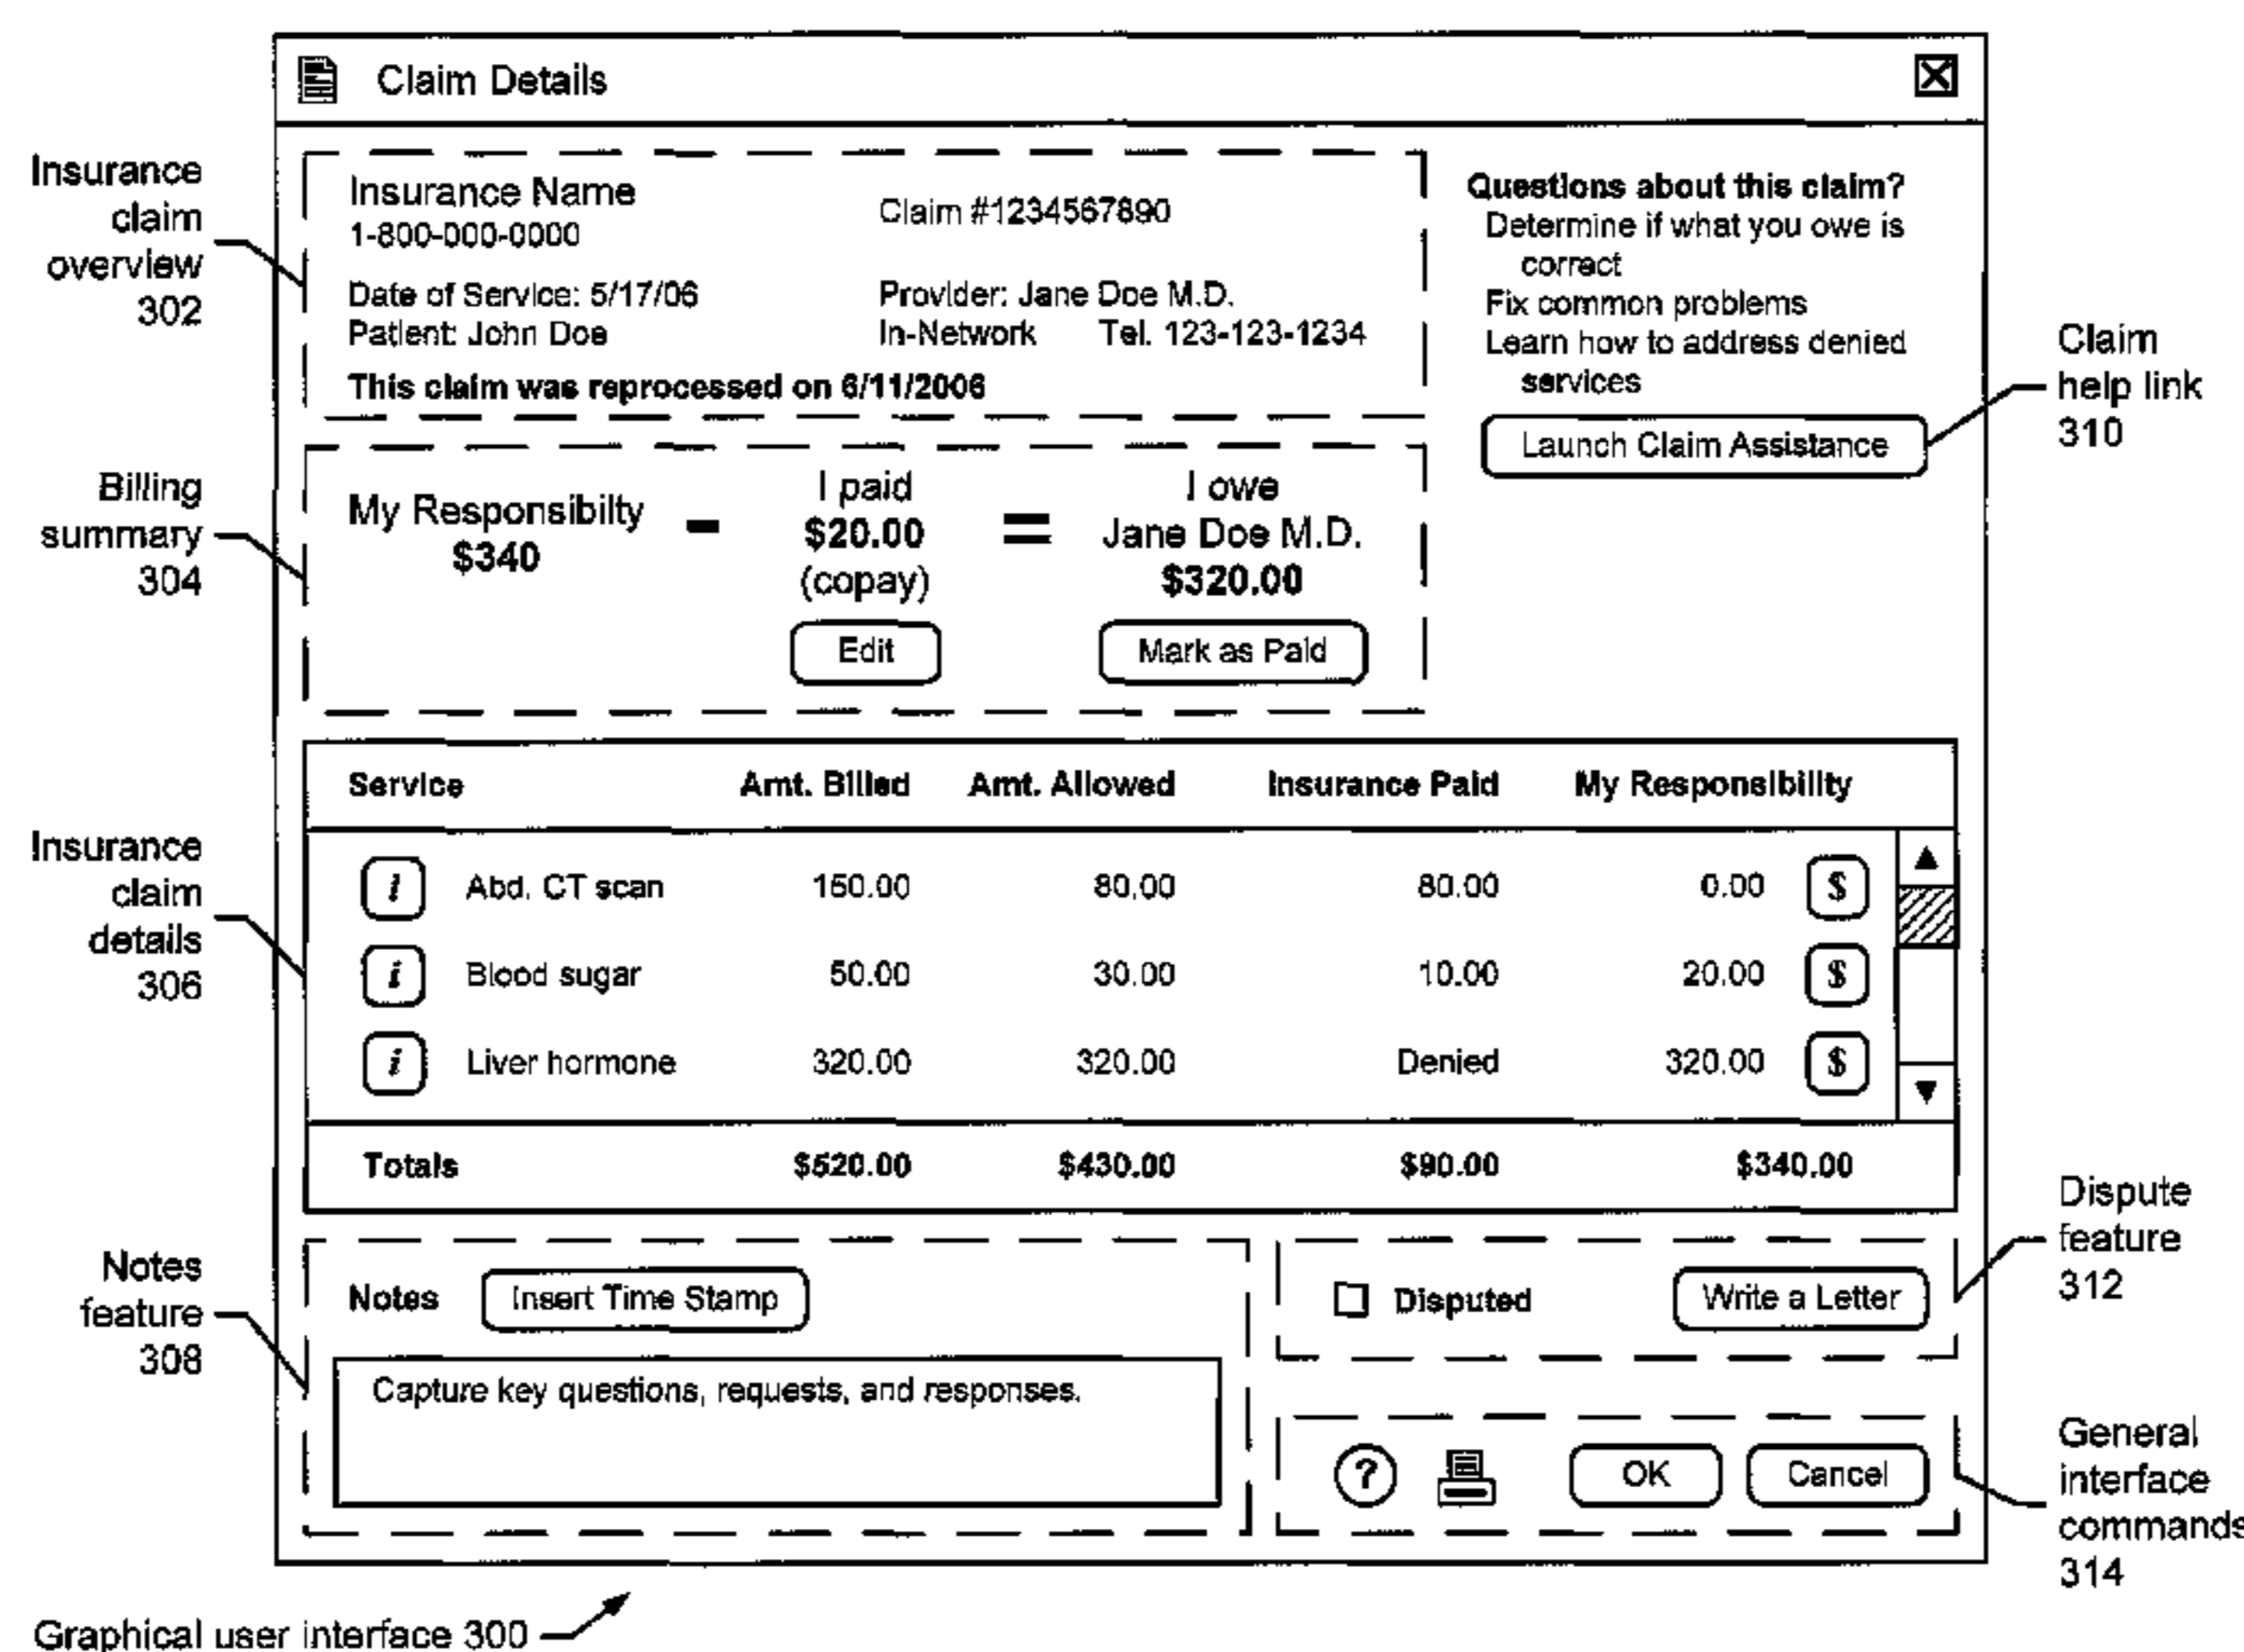 Claim Details
Insurance
claim
overview
302
Insurance Name
1-800-000-0000
Claim #1234567890
Date of Service: 5/17/06
Patient: John Doe
Provider: Jane Doe M.D.
In-Network Tel. 123-123-1234
This claim was reprocessed on 6/11/2006
Questions about this claim?
Determine if what you owe is
correct
Fix common problems
Learn how to address denied
services
Launch Claim Assistance
Claim
help link
310
Billing
summary
304
My Responsibilty
$340
-
I paid
$20.00
(copay)
Edit
=
I owe
Jane Doe M.D.
$320.00
Mark as Paid
Insurance
claim
details
306
Service Amt. Billed Amt. Allowed Insurance Paid My Responsibility
i Abd. CT scan 150.00 80.00 80.00 0.00 $
i Blood sugar 50.00 30.00 10.00 20.00 $
i Liver hormone 320.00 320.00 Denied 320.00 $
Totals $520.00 $430.00 $90.00 $340.00
Notes
feature
308
Notes Insert Time Stamp
Capture key questions, requests, and responses.
Disputed Write a Letter
Dispute
feature
312
? OK Cancel
General
interface
commands
314
Graphical user interface 300